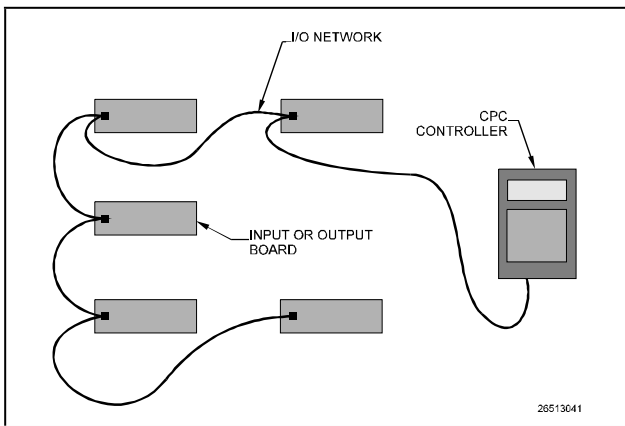 I/O NETWORK
CPC
CONTROLLER
INPUT OR OUTPUT
BOARD
26513041